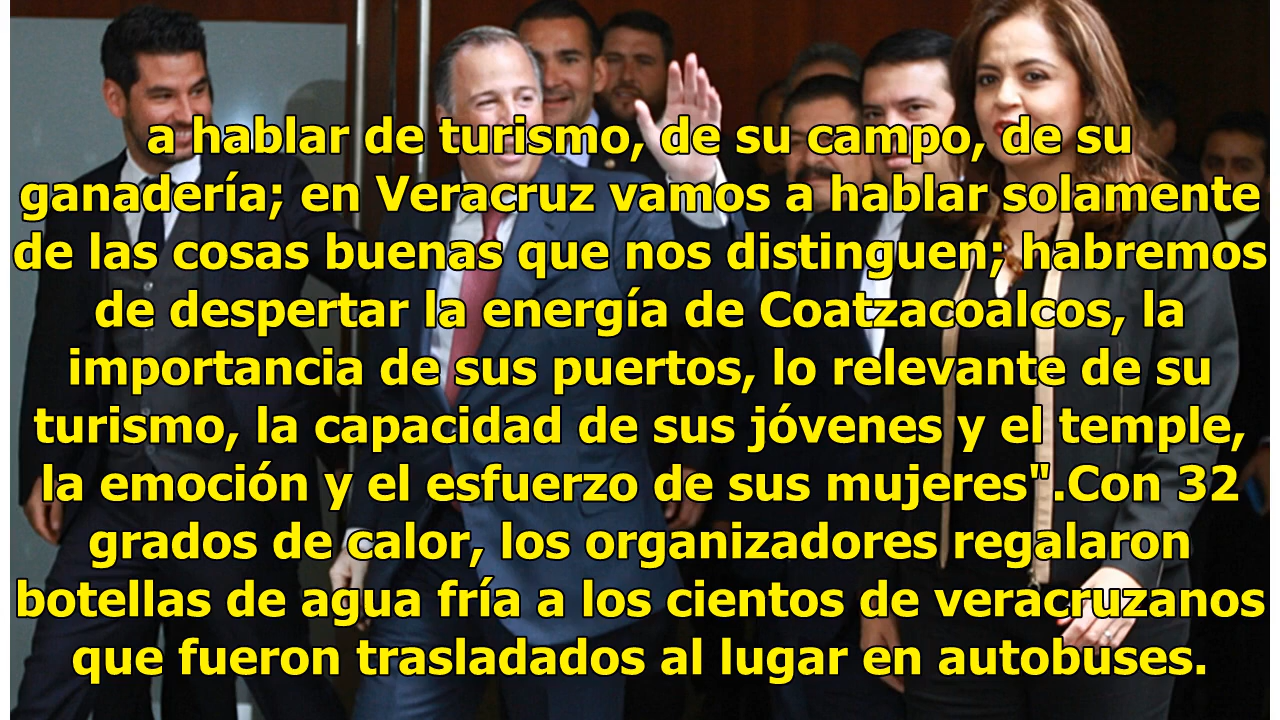 a hablar de turismo, de su campo, de su
ganadería; en Veracruz vamos a hablar solamente
de las cosas buenas que nos distinguen; habremos
de despertar la energía de Coatzacoalcos, la
importancia de sus puertos, lo relevante de su
turismo, la capacidad de sus jóvenes y el temple,
la emoción y el esfuerzo de sus mujeres".Con 32
grados de calor, los organizadores regalaron
botellas de agua fría a los cientos de veracruzanos
que fueron trasladados al lugar en autobuses.